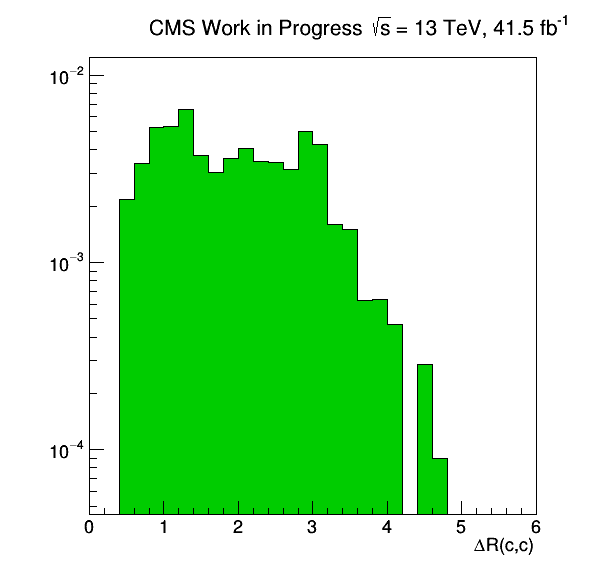 CMS Work in Progress √s = 13 TeV, 41.5 fb⁻¹
10⁻²
10⁻³
10⁻⁴
0 1 2 3 4 5 6
ΔR(c,c)